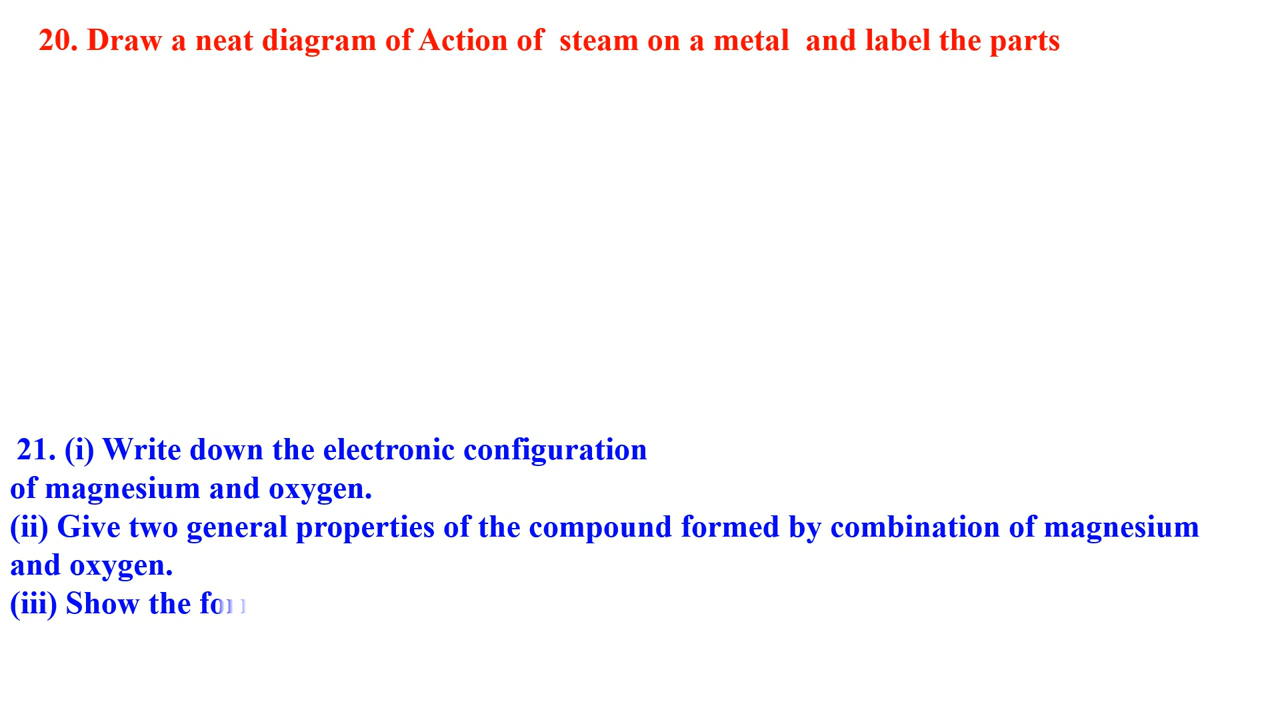 20. Draw a neat diagram of Action of steam on a metal and label the parts
21. (i) Write down the electronic configuration
of magnesium and oxygen.
(ii) Give two general properties of the compound formed by combination of magnesium
and oxygen.
(iii) Show the